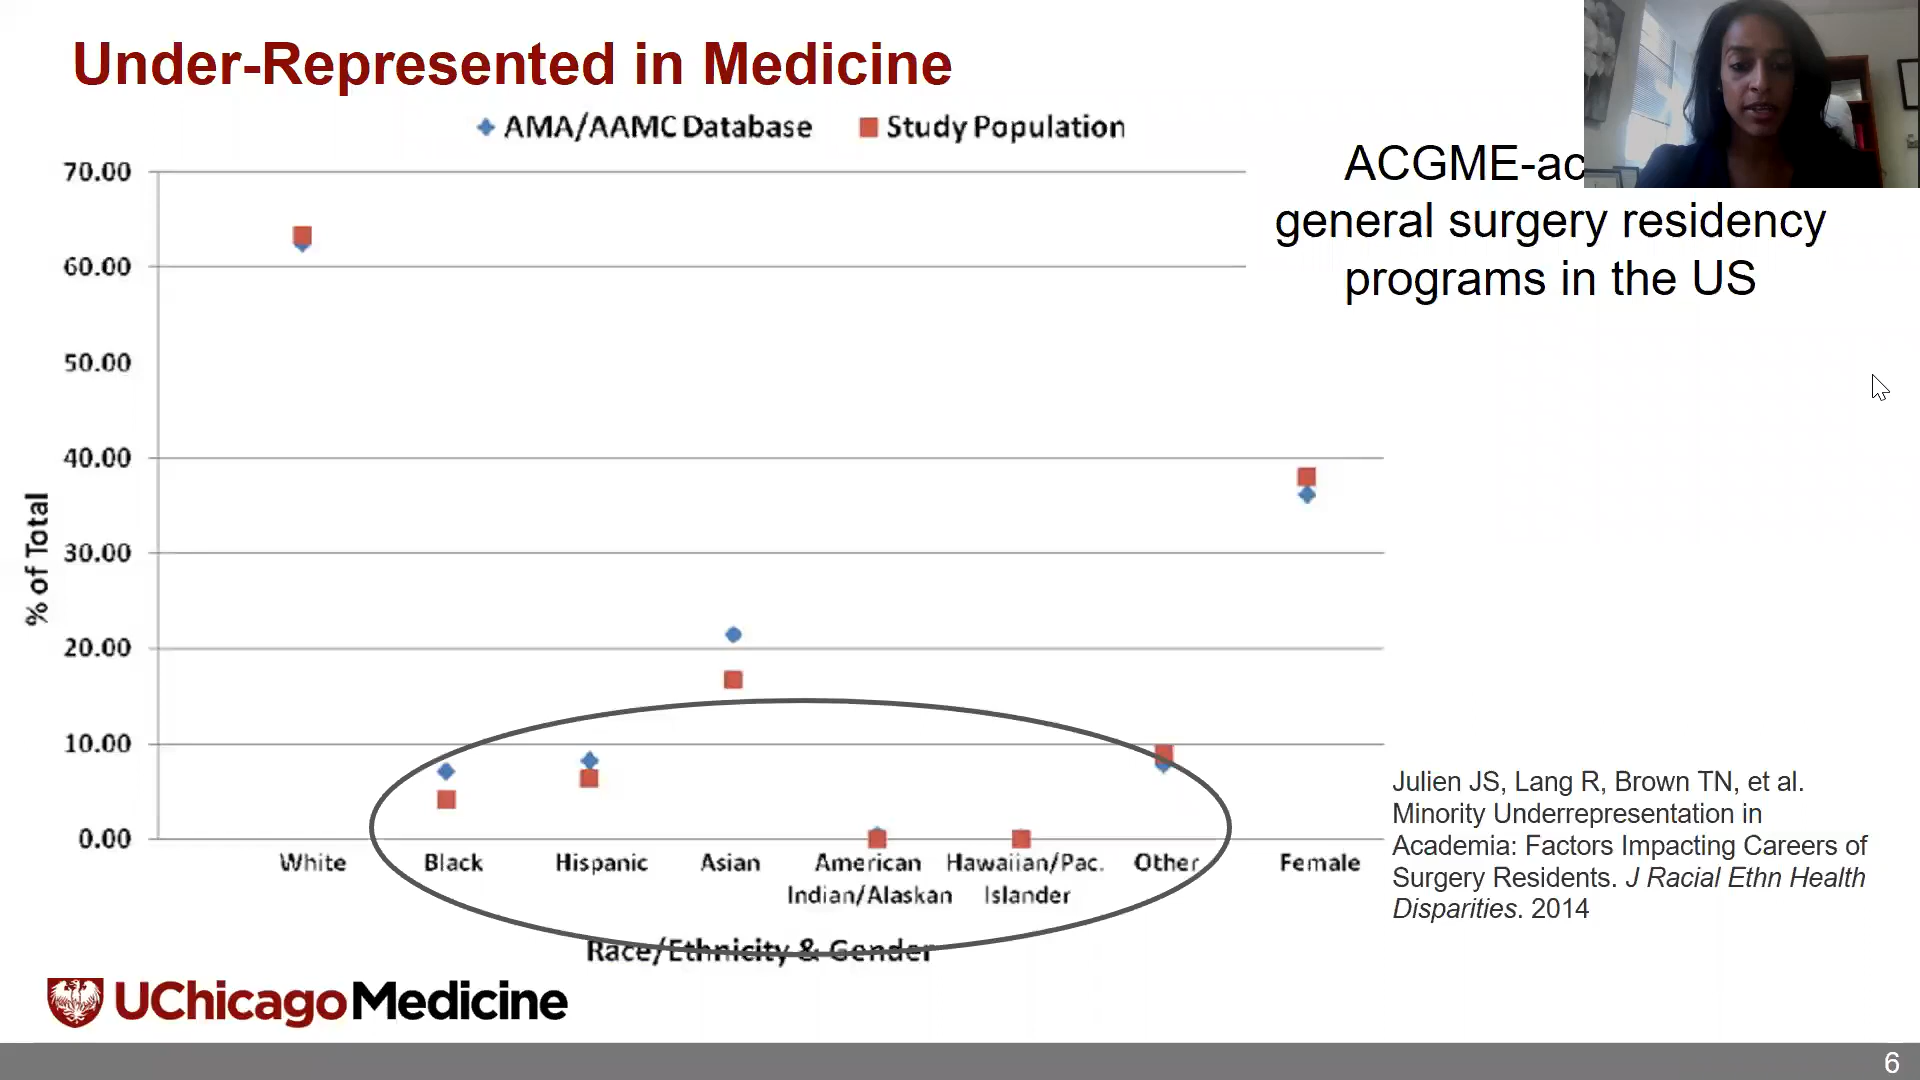 Under-Represented in Medicine
AMA/AAMC Database
Study Population
ACGME-ac
general surgery residency
programs in the US
70.00
60.00
50.00
40.00
30.00
20.00
10.00
0.00
% of Total
White
Black
Hispanic
Asian
American
Indian/Alaskan
Hawaiian/Pac.
Islander
Other
Female
Race/Ethnicity & Gender
Julien JS, Lang R, Brown TN, et al.
Minority Underrepresentation in
Academia: Factors Impacting Careers of
Surgery Residents. J Racial Ethn Health
Disparities. 2014
UChicago Medicine
6